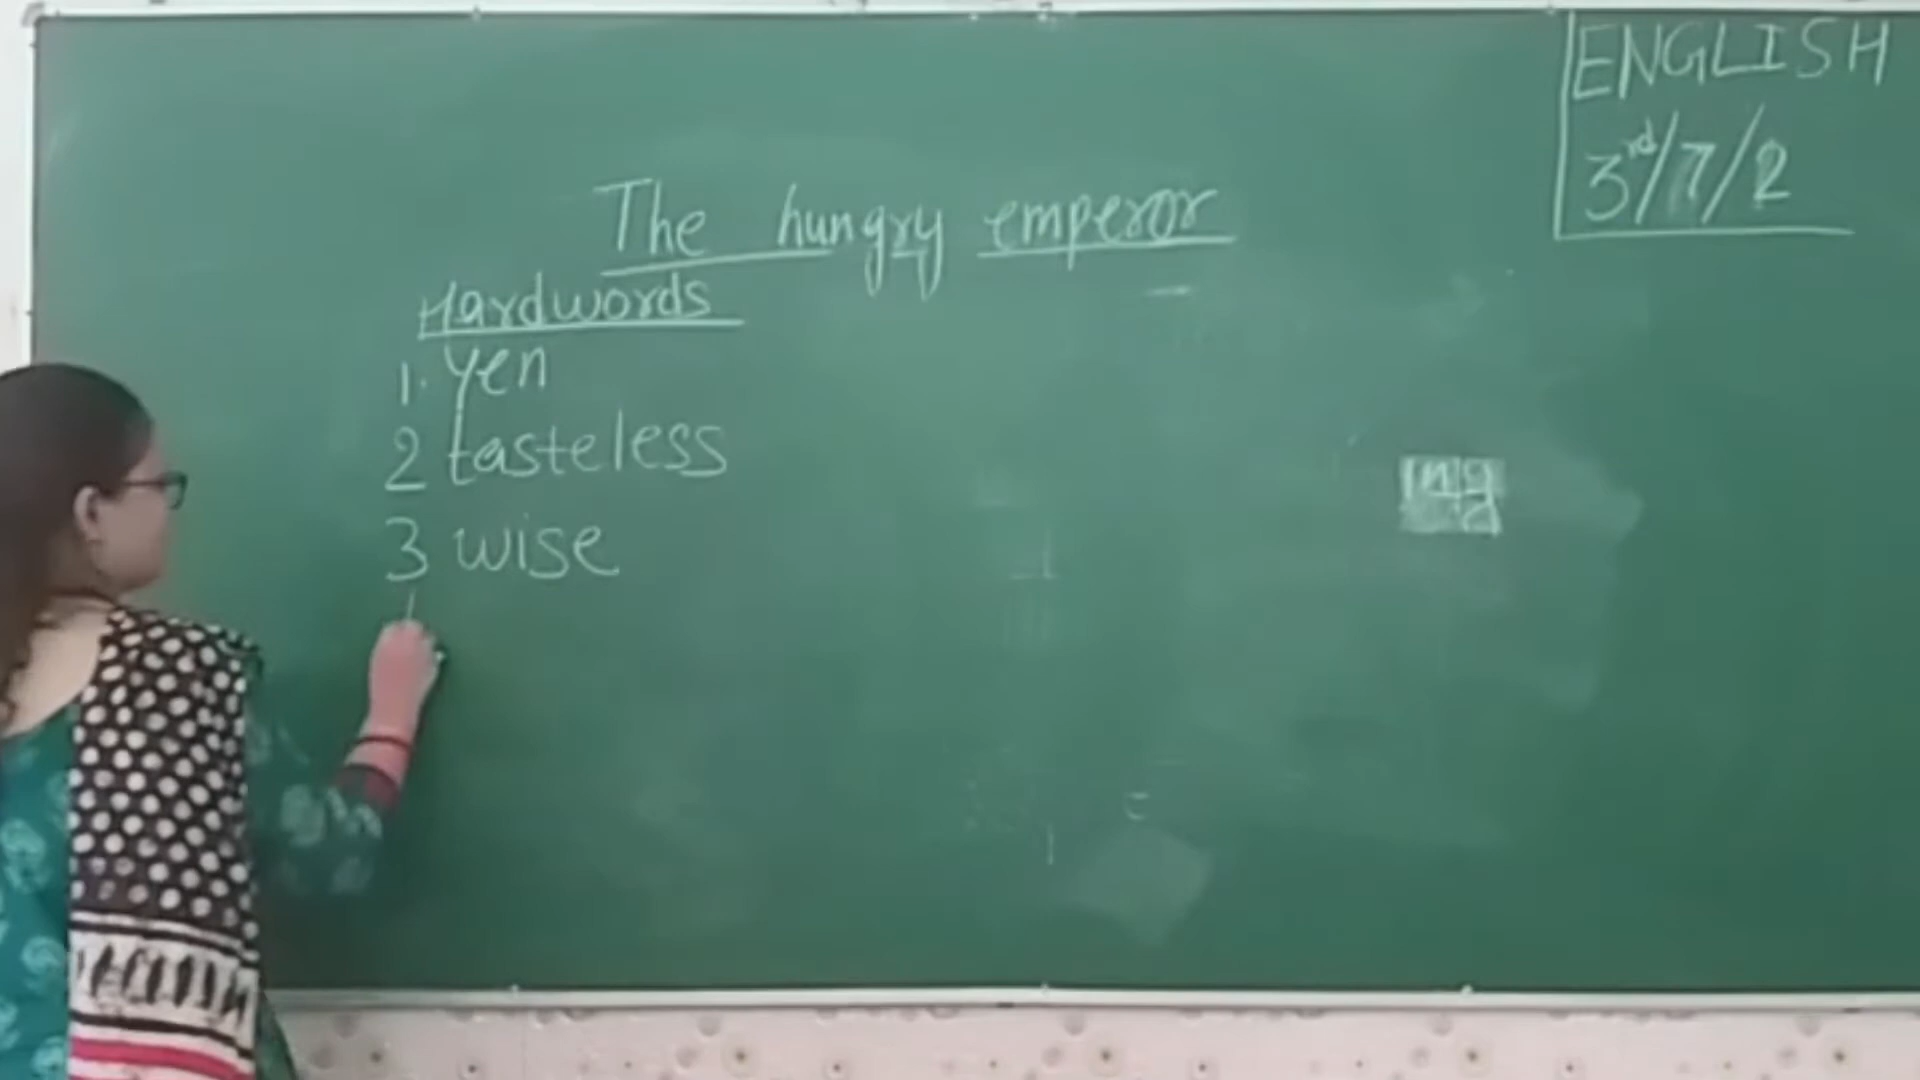 ENGLISH
3rd/7/2
The hungry emperor
Hardwords
1. Yen
2 tasteless
3 wise